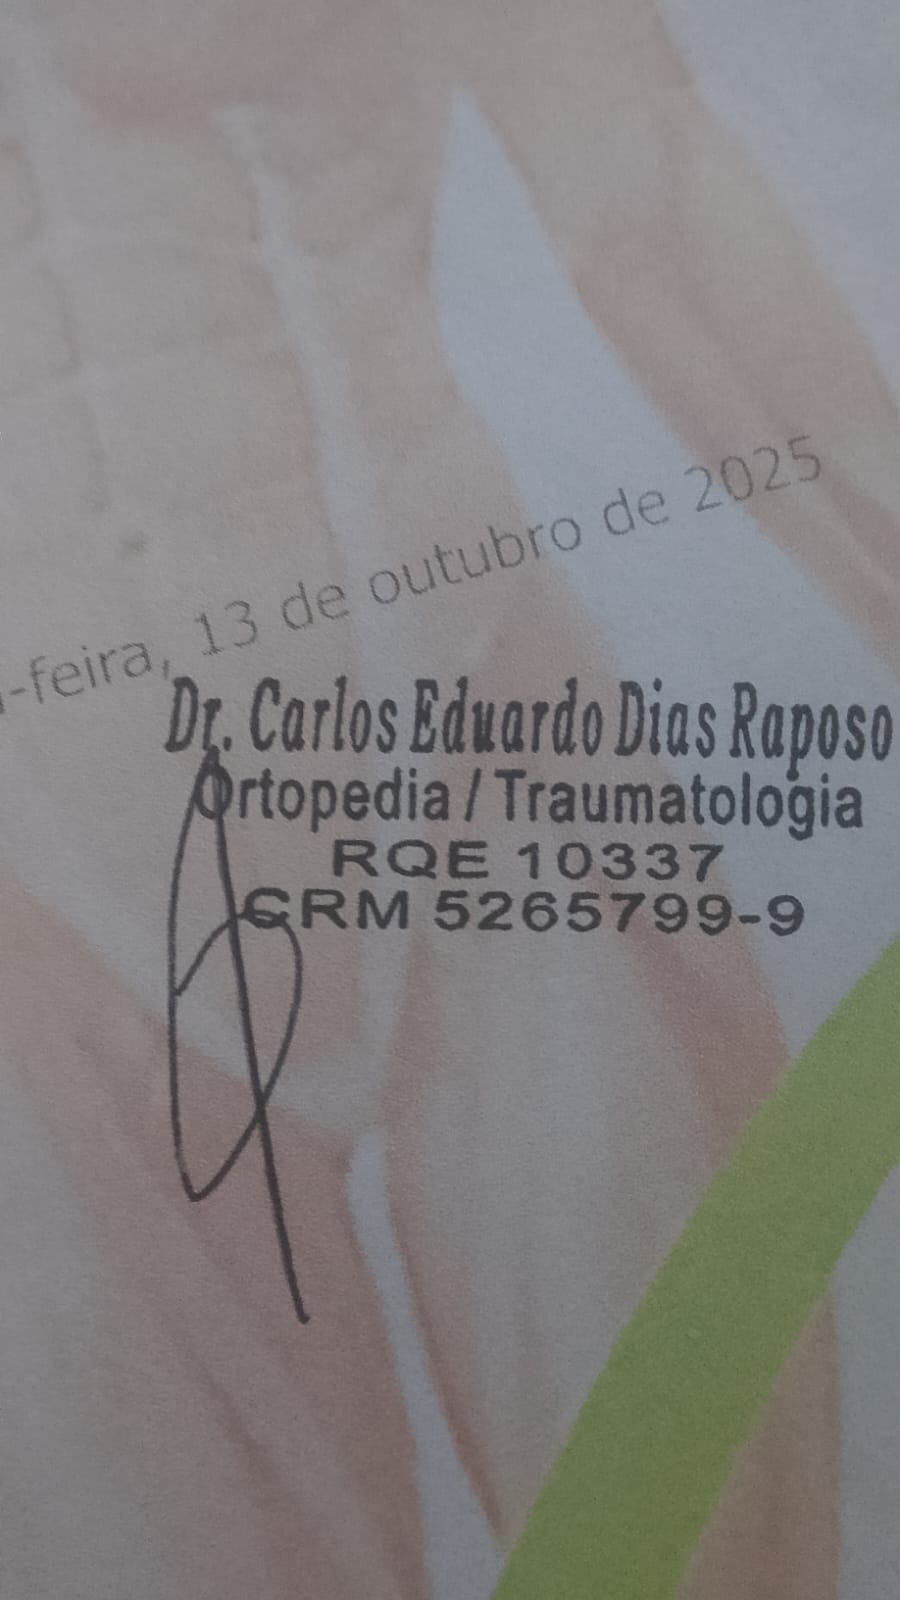 -feira, 13 de outubro de 2025
Dr. Carlos Eduardo Dias Raposo
Ortopedia / Traumatologia
RQE 10337
CRM 5265799-9